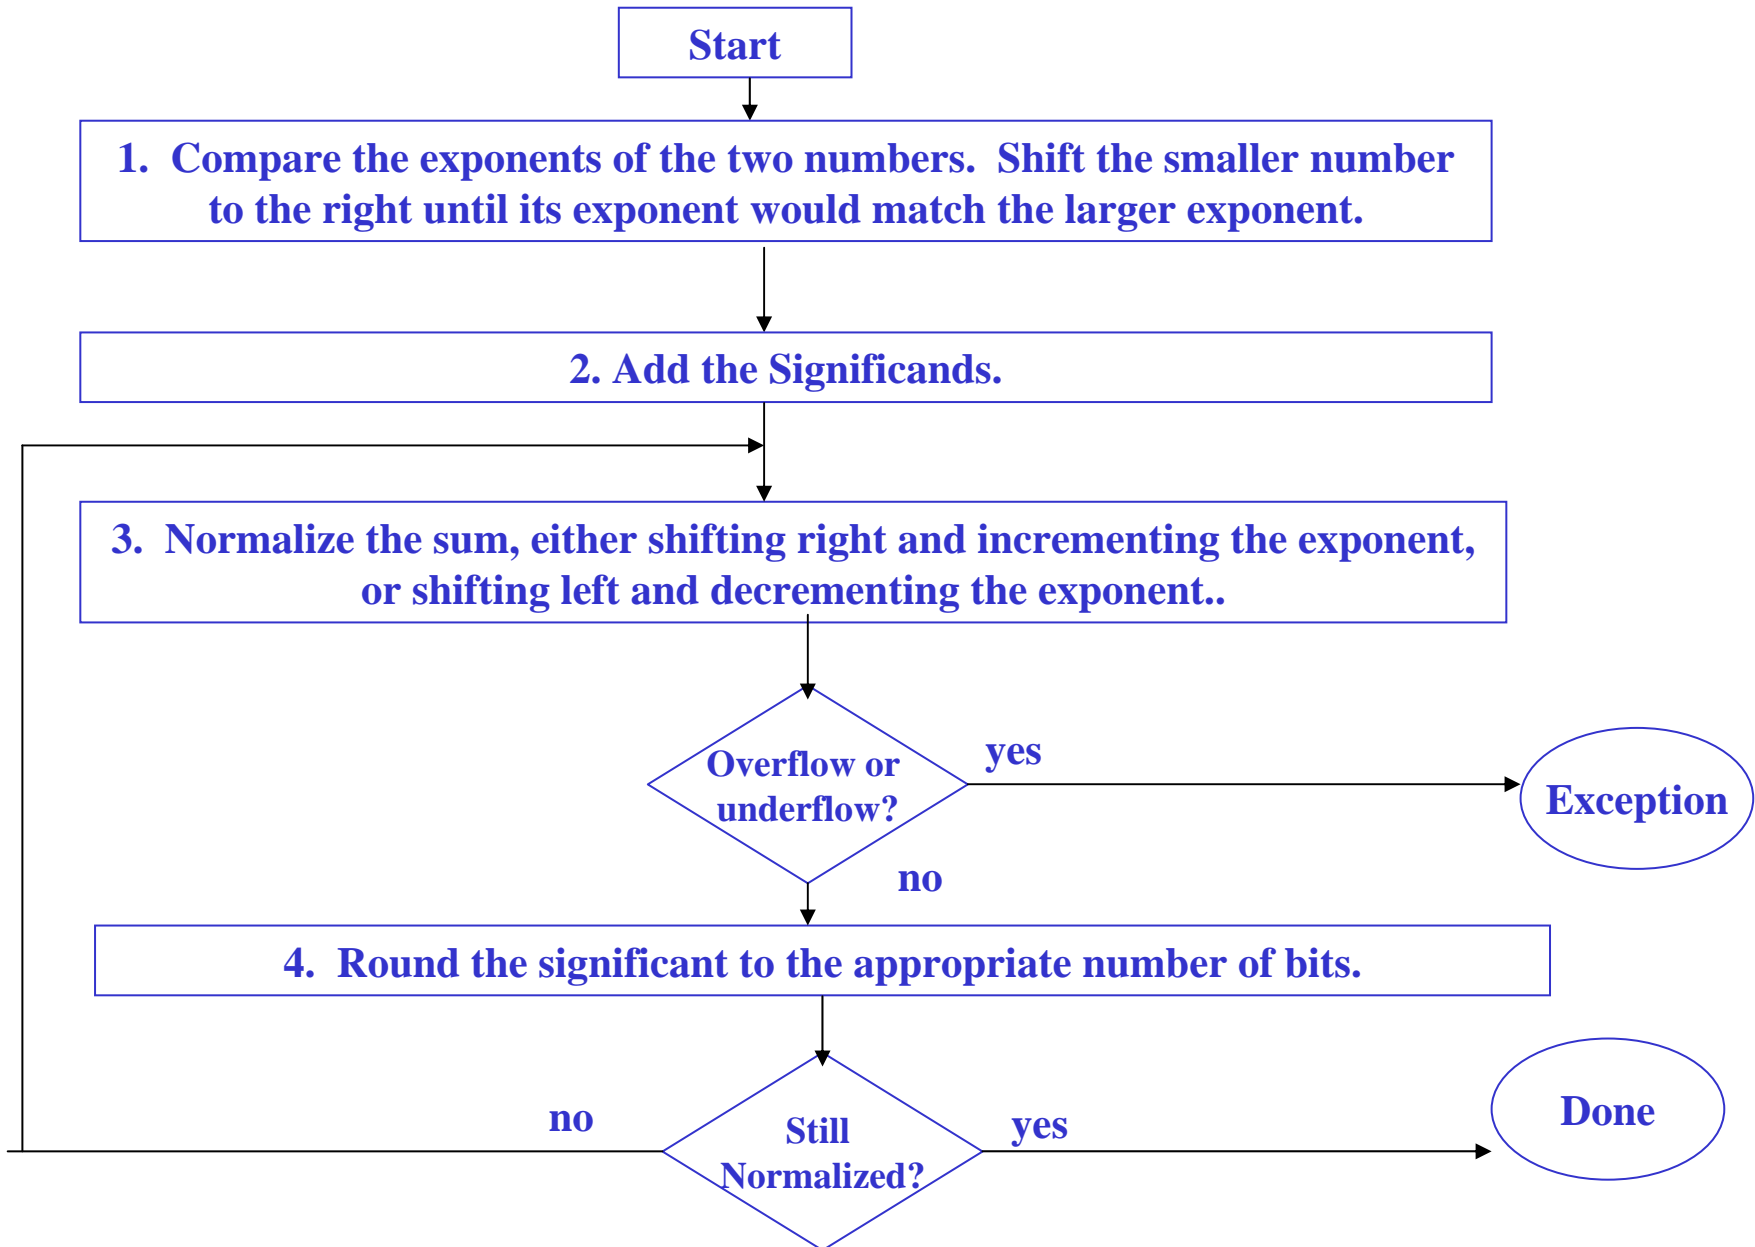 Start
1. Compare the exponents of the two numbers. Shift the smaller number
to the right until its exponent would match the larger exponent.
2. Add the Significands.
3. Normalize the sum, either shifting right and incrementing the exponent,
or shifting left and decrementing the exponent..
Overflow or
underflow?
yes
Exception
no
4. Round the significant to the appropriate number of bits.
no
Still
Normalized?
yes
Done